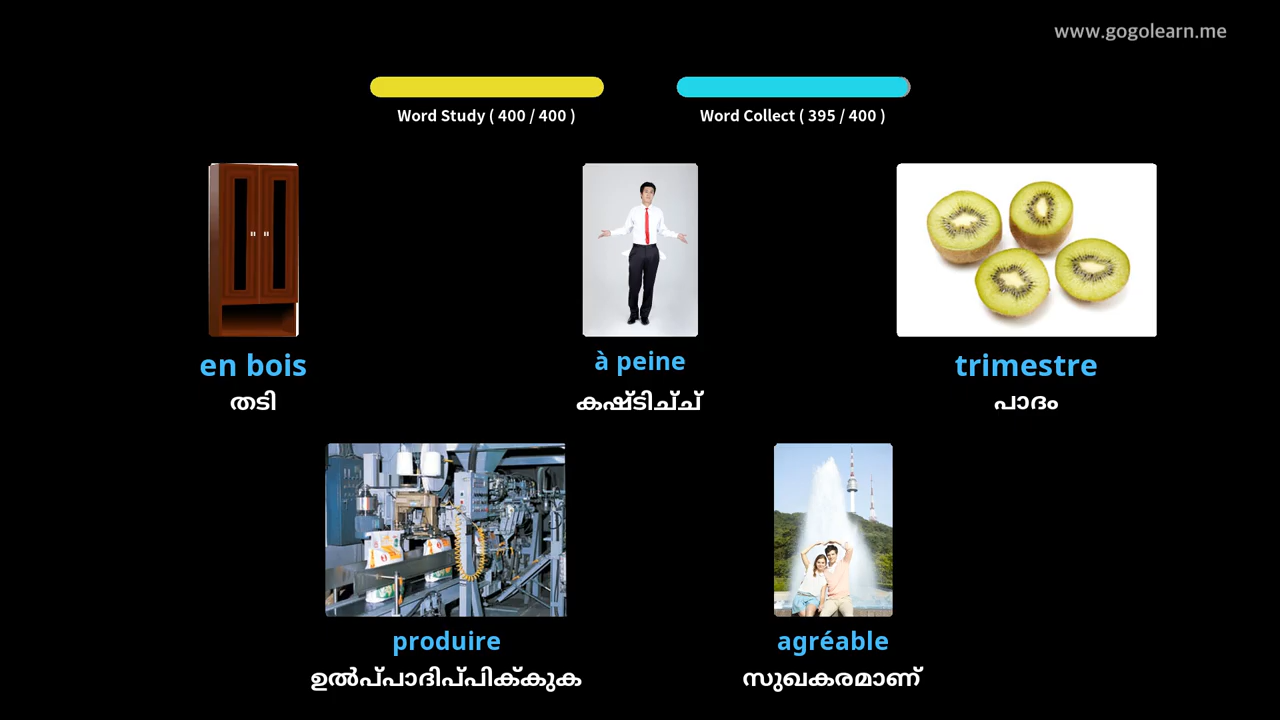 www.gogolearn.me
Word Study ( 400 / 400 )
Word Collect ( 395 / 400 )
en bois
തടി
à peine
കഷ്ടിച്ച്
trimestre
പാദം
produire
ഉൽപ്പാദിപ്പിക്കുക
agréable
സുഖകരമാണ്